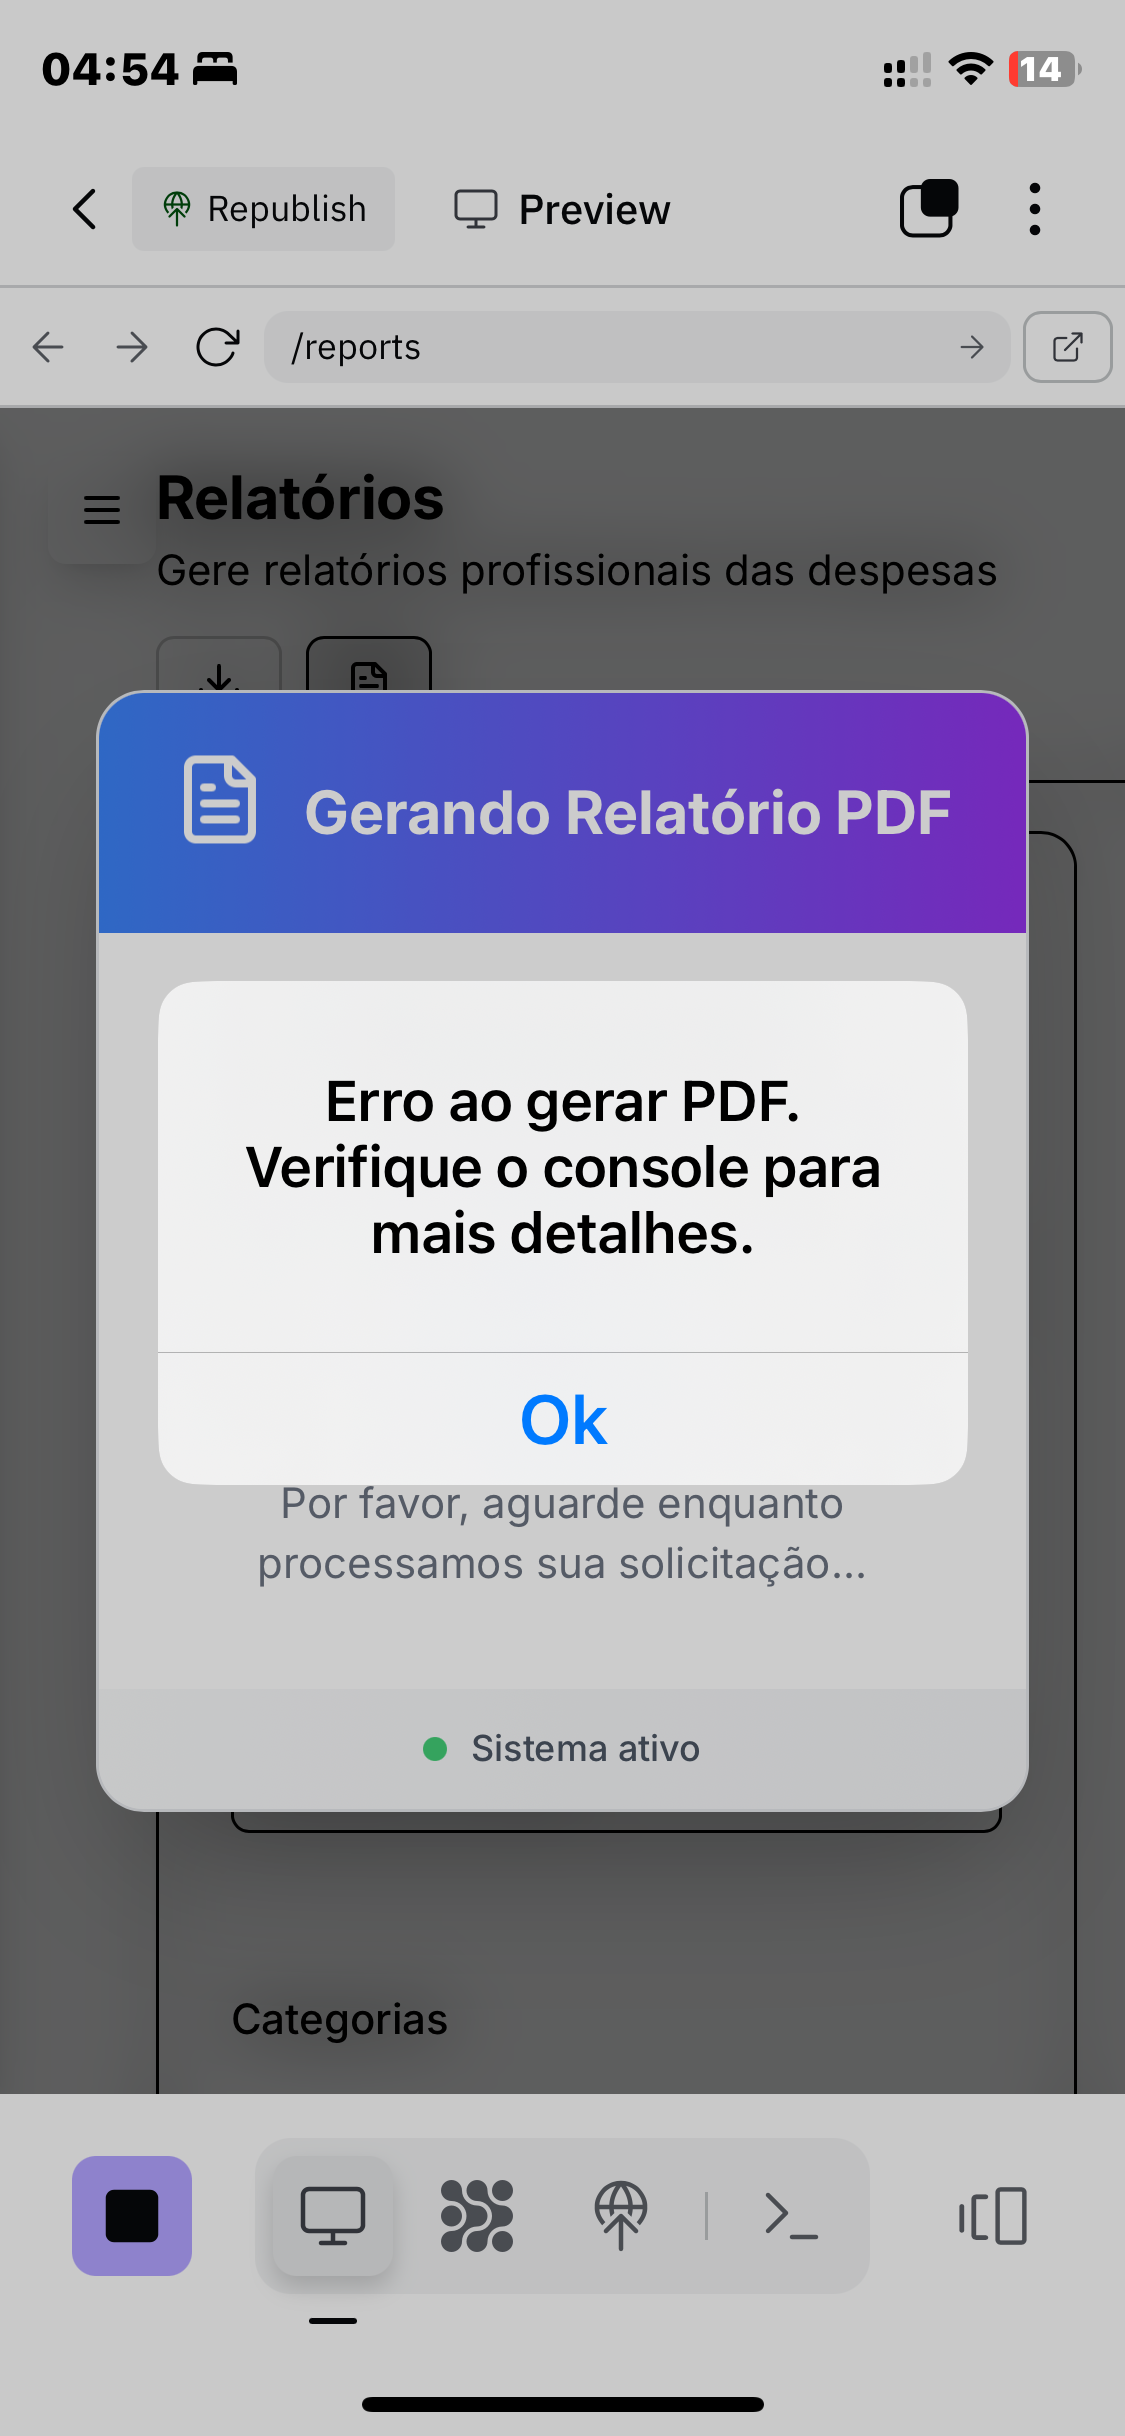 04:54
14
Republish
Preview
/reports
Relatórios
Gere relatórios profissionais das despesas
Gerando Relatório PDF
Erro ao gerar PDF.
Verifique o console para
mais detalhes.
Ok
Por favor, aguarde enquanto
processamos sua solicitação...
Sistema ativo
Categorias